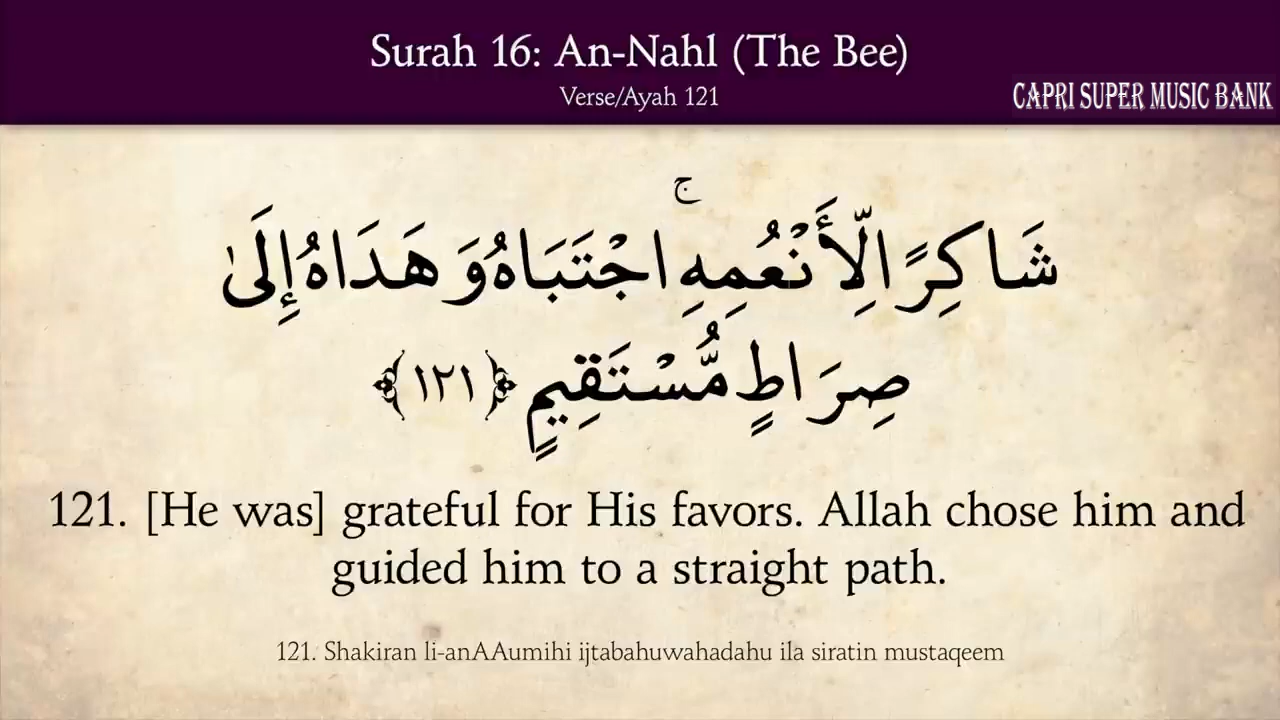 Surah 16: An-Nahl (The Bee)
Verse/Ayah 121
CAPRI SUPER MUSIC BANK
شَاكِرًا لِّأَنْعُمِهِ ۚ اجْتَبَاهُ وَهَدَاهُ إِلَىٰ
صِرَاطٍ مُّسْتَقِيمٍ ﴿١٢١﴾
121. [He was] grateful for His favors. Allah chose him and
guided him to a straight path.
121. Shakiran li-anAAumihi ijtabahuwahadahu ila siratin mustaqeem